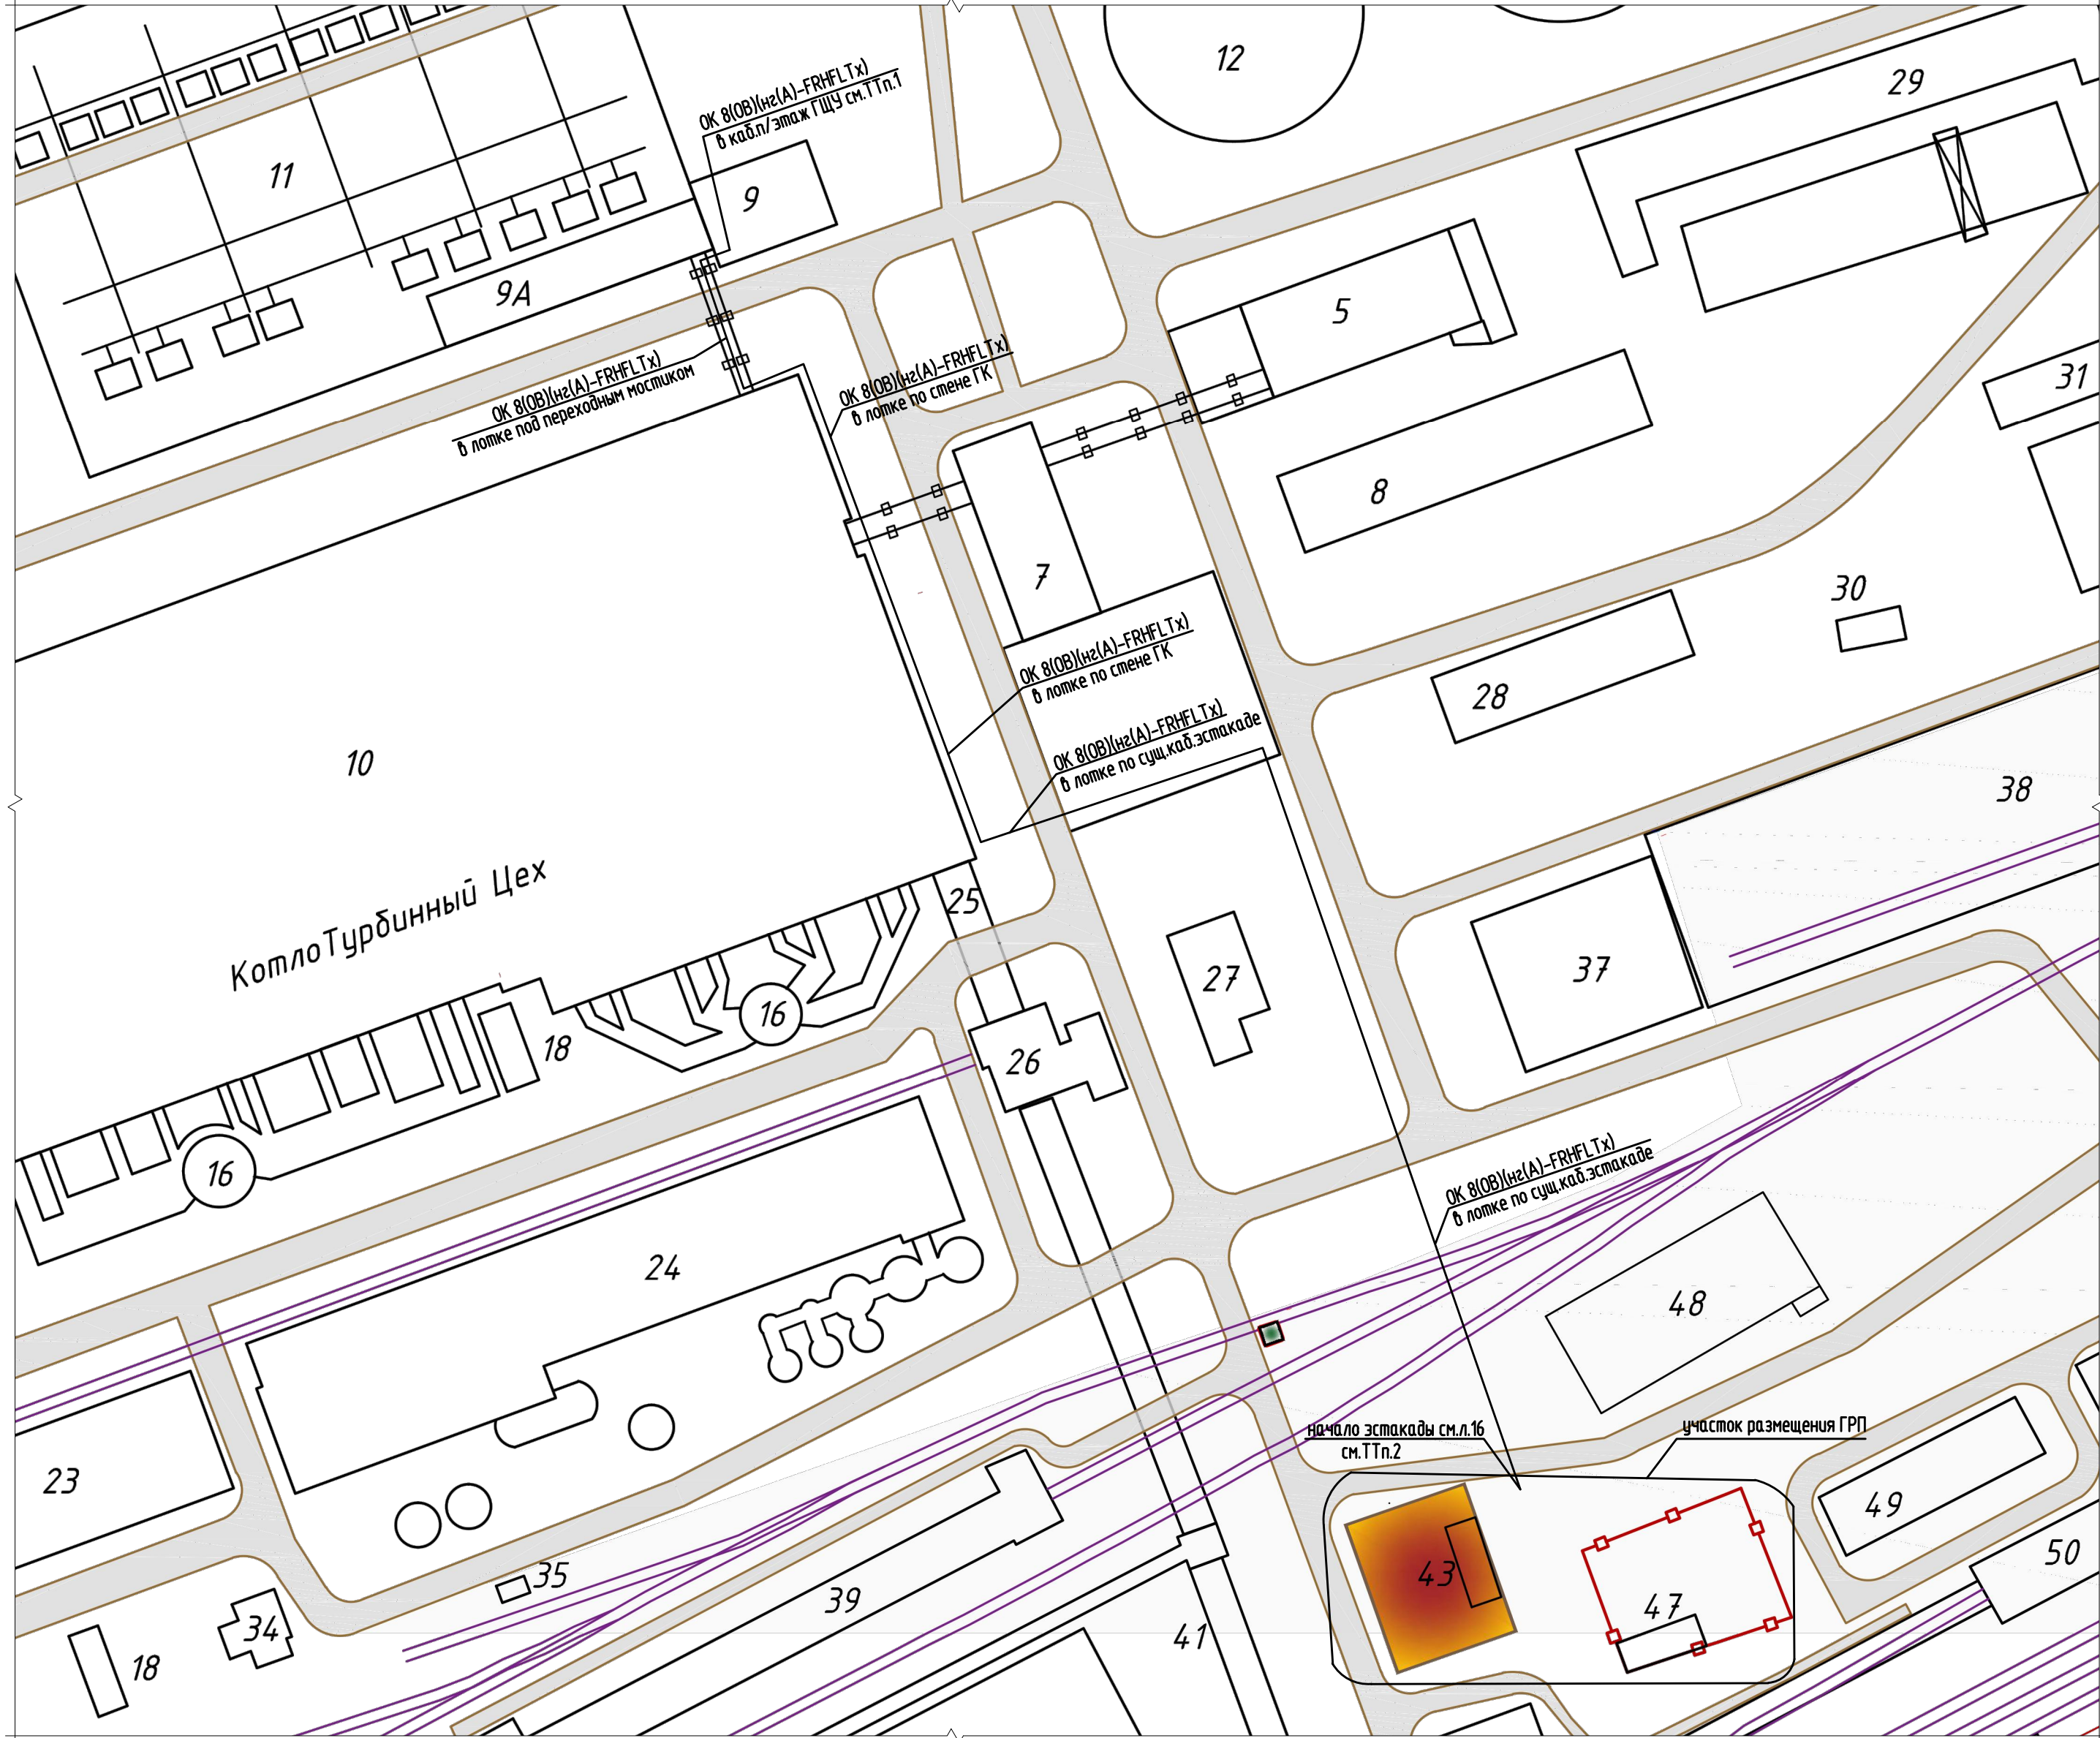 12
29
ОК 8(ОВ)(нг(А)-FRHFLTx)
в каб.п/этаж ГЩУ см.ТТп.1
11
9
9А
5
31
ОК 8(ОВ)(нг(А)-FRHFLTx)
в лотке под переходным мостиком
ОК 8(ОВ)(нг(А)-FRHFLTx)
в лотке по стене ГК
8
7
30
ОК 8(ОВ)(нг(А)-FRHFLTx)
в лотке по стене ГК
28
ОК 8(ОВ)(нг(А)-FRHFLTx)
в лотке по сущ.каб.эстакаде
10
38
КотлоТурбинный Цех
25
27
37
16
18
26
16
ОК 8(ОВ)(нг(А)-FRHFLTx)
в лотке по сущ.каб.эстакаде
24
48
начало эстакады см.л.16
см.ТТп.2
участок размещения ГРП
23
49
43
50
35
39
47
34
41
18